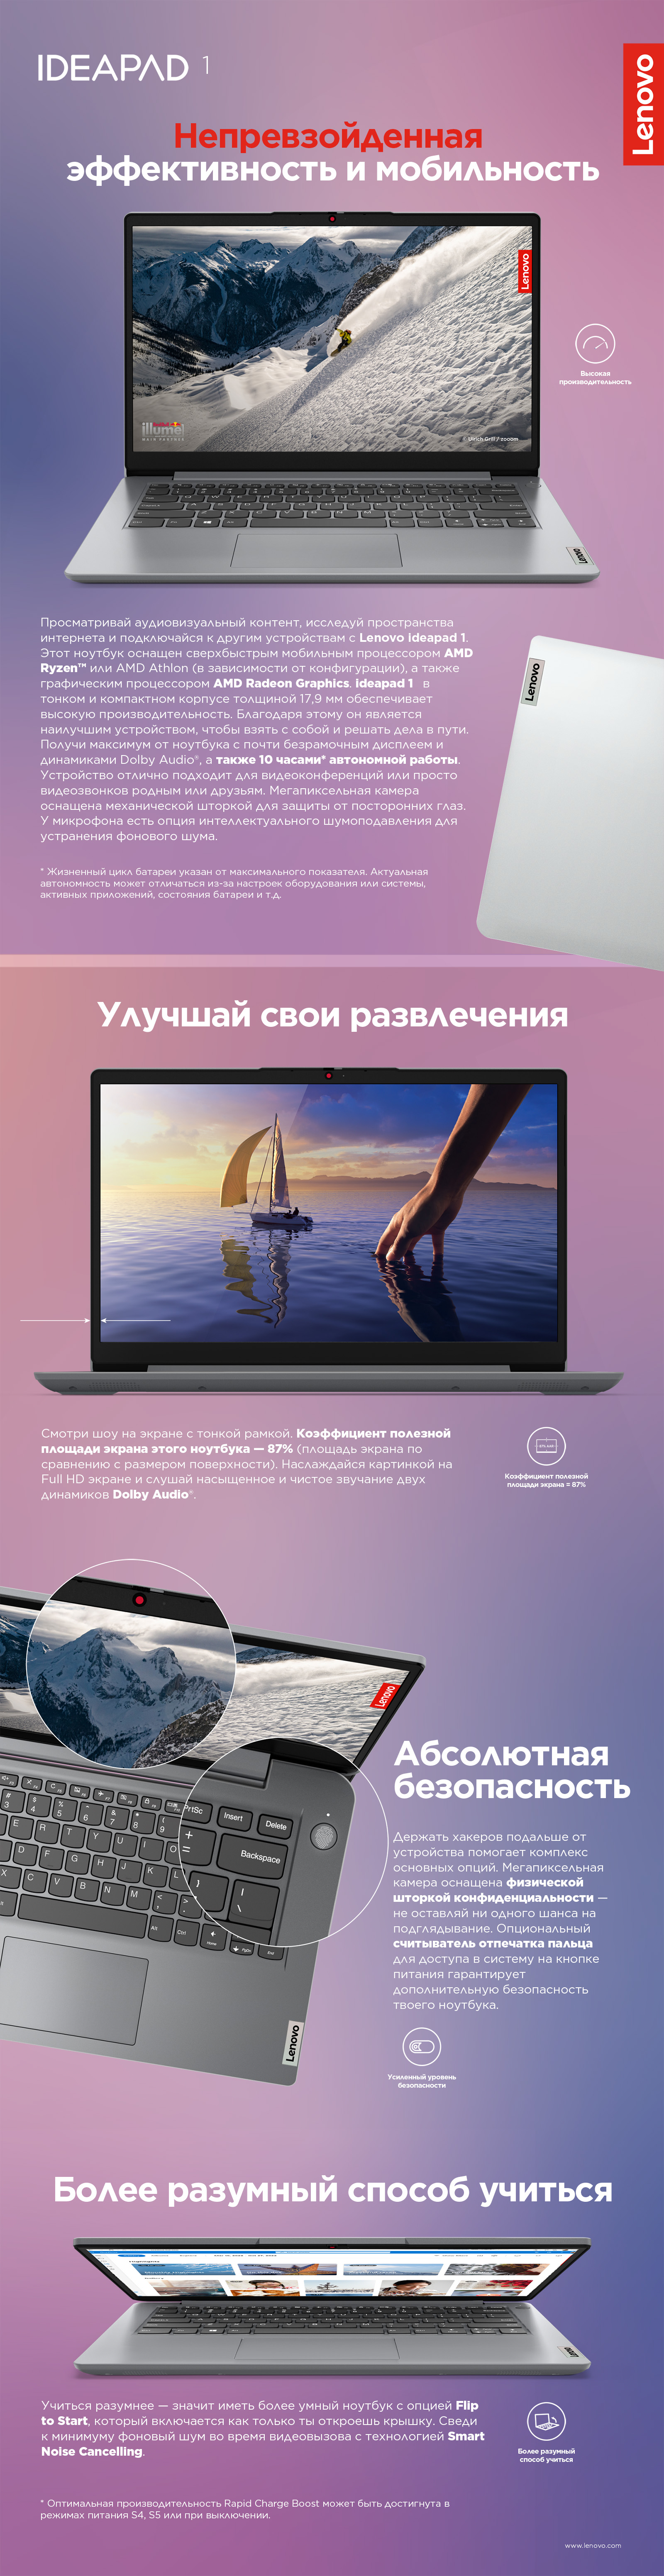 IDEAPAD 1
Lenovo
Непревзойденная
эффективность и мобильность
Lenovo
illume
MAIN PARTNER
Ulrich Grill / zooom
Высокая
производительность
Lenovo
Просматривай аудиовизуальный контент, исследуй пространства
интернета и подключайся к другим устройствам с Lenovo ideapad 1.
Этот ноутбук оснащен сверхбыстрым мобильным процессором AMD
Ryzen™ или AMD Athlon (в зависимости от конфигурации), а также
графическим процессором AMD Radeon Graphics. ideapad 1 в
тонком и компактном корпусе толщиной 17,9 мм обеспечивает
высокую производительность. Благодаря этому он является
наилучшим устройством, чтобы взять с собой и решать дела в пути.
Получи максимум от ноутбука с почти безрамочным дисплеем и
динамиками Dolby Audio®, а также 10 часами* автономной работы.
Устройство отлично подходит для видеоконференций или просто
видеозвонков родным или друзьям. Мегапиксельная камера
оснащена механической шторкой для защиты от посторонних глаз.
У микрофона есть опция интеллектуального шумоподавления для
устранения фонового шума.
Lenovo
* Жизненный цикл батареи указан от максимального показателя. Актуальная
автономность может отличаться из-за настроек оборудования или системы,
активных приложений, состояния батареи и т.д.
Улучшай свои развлечения
Смотри шоу на экране с тонкой рамкой. Коэффициент полезной
площади экрана этого ноутбука — 87% (площадь экрана по
сравнению с размером поверхности). Наслаждайся картинкой на
Full HD экране и слушай насыщенное и чистое звучание двух
динамиков Dolby Audio®.
Коэффициент полезной
площади экрана = 87%
Lenovo
PrtSc
Insert
Delete
Backspace
Alt
Ctrl
Home
PgDn
End
Lenovo
Абсолютная
безопасность
Держать хакеров подальше от
устройства помогает комплекс
основных опций. Мегапиксельная
камера оснащена физической
шторкой конфиденциальности —
не оставляй ни одного шанса на
подглядывание. Опциональный
считыватель отпечатка пальца
для доступа в систему на кнопке
питания гарантирует
дополнительную безопасность
твоего ноутбука.
Усиленный уровень
безопасности
Более разумный способ учиться
Lenovo
Учиться разумнее — значит иметь более умный ноутбук с опцией Flip
to Start, который включается как только ты откроешь крышку. Сведи
к минимуму фоновый шум во время видеовызова с технологией Smart
Noise Cancelling.
Более разумный
способ учиться
* Оптимальная производительность Rapid Charge Boost может быть достигнута в
режимах питания S4, S5 или при выключении.
www.lenovo.com